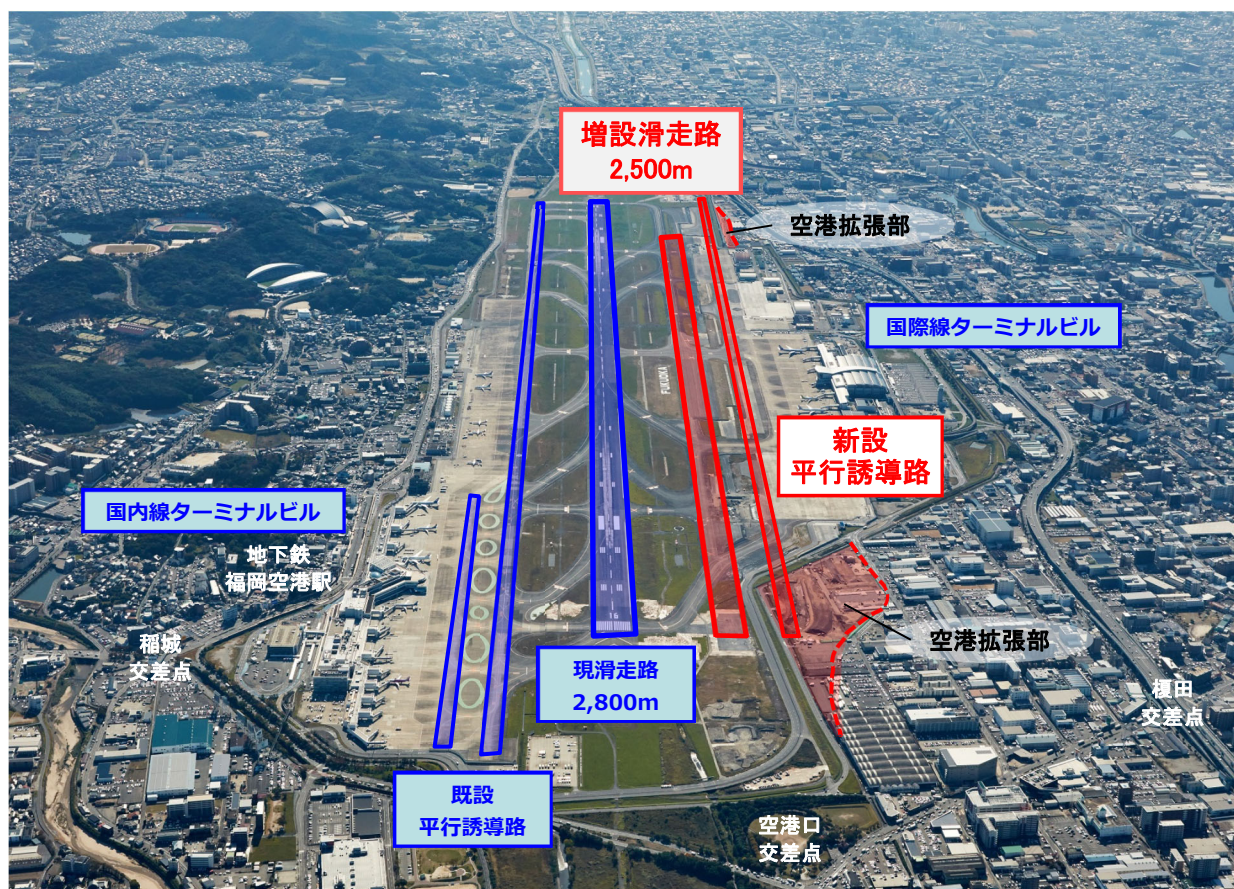 増設滑走路
2,500m
空港拡張部
国際線ターミナルビル
FUKUOKA
新設
平行誘導路
国内線ターミナルビル
地下鉄
福岡空港駅
稲城
交差点
現滑走路
2,800m
空港拡張部
榎田
交差点
既設
平行誘導路
空港口
交差点